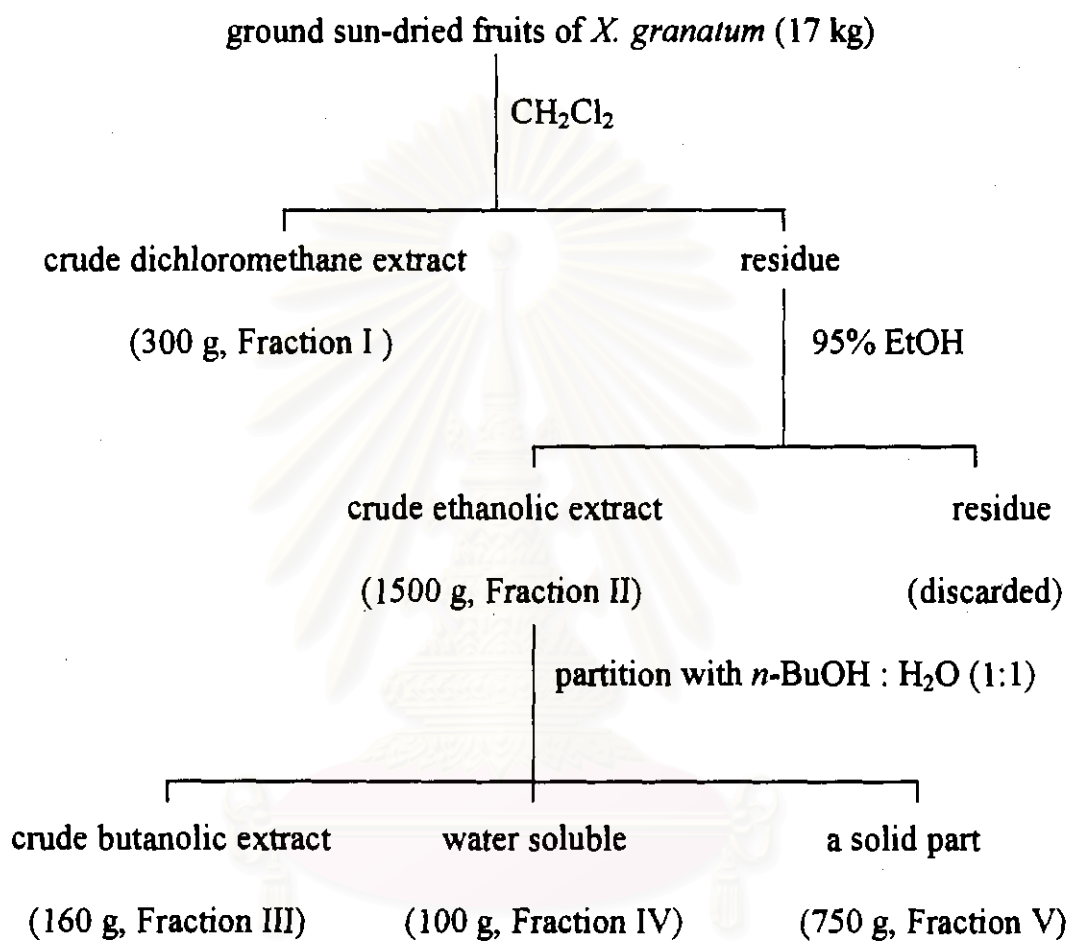 ground sun-dried fruits of X. granatum (17 kg)
CH₂Cl₂
crude dichloromethane extract residue
(300 g, Fraction I ) 95% EtOH
crude ethanolic extract residue
(1500 g, Fraction II) (discarded)
partition with n-BuOH : H₂O (1:1)
crude butanolic extract water soluble a solid part
(160 g, Fraction III) (100 g, Fraction IV) (750 g, Fraction V)